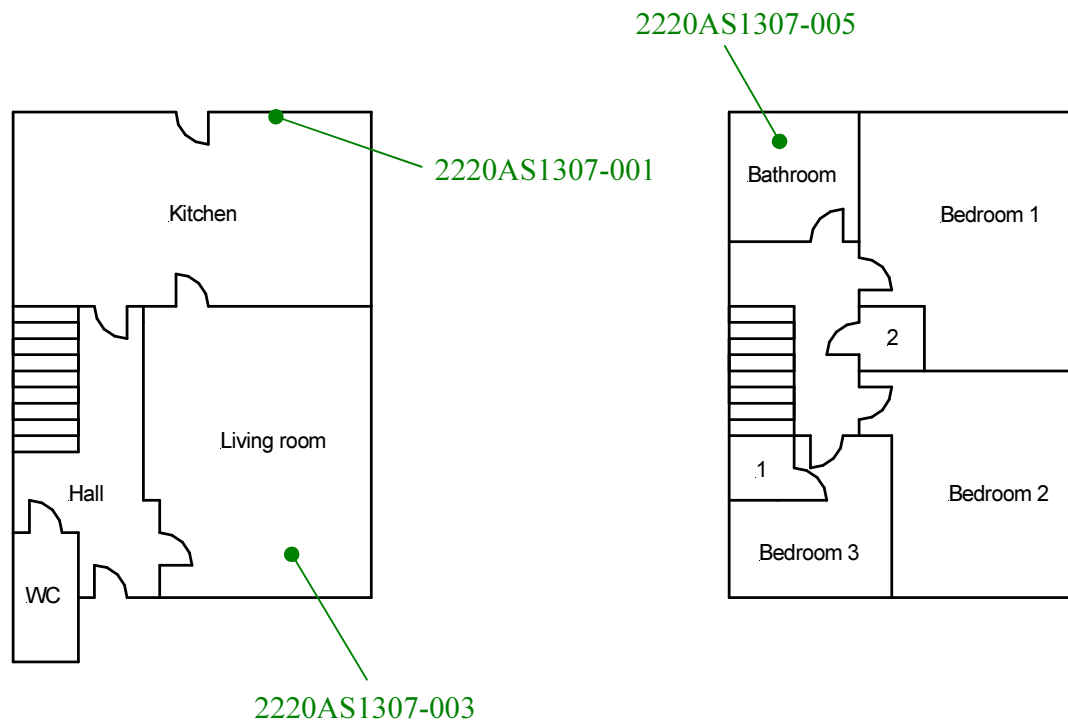 2220AS1307-005
2220AS1307-001
Bathroom
Kitchen
Bedroom 1
2
Living room
1
Hall
Bedroom 2
Bedroom 3
WC
2220AS1307-003